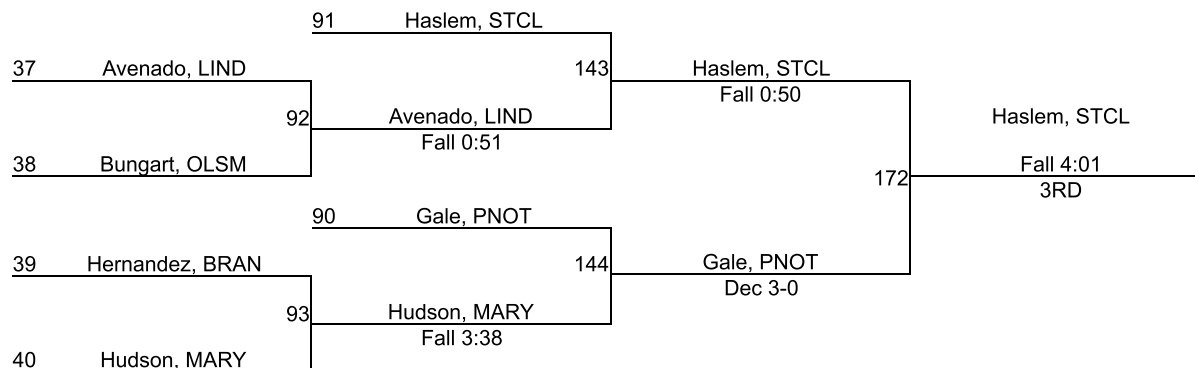 91 Haslem, STCL
37 Avenado, LIND
143 Haslem, STCL
Fall 0:50
92 Avenado, LIND
Fall 0:51
Haslem, STCL
38 Bungart, OLSM
172 Fall 4:01
3RD
90 Gale, PNOT
39 Hernandez, BRAN
144 Gale, PNOT
Dec 3-0
93 Hudson, MARY
Fall 3:38
40 Hudson, MARY